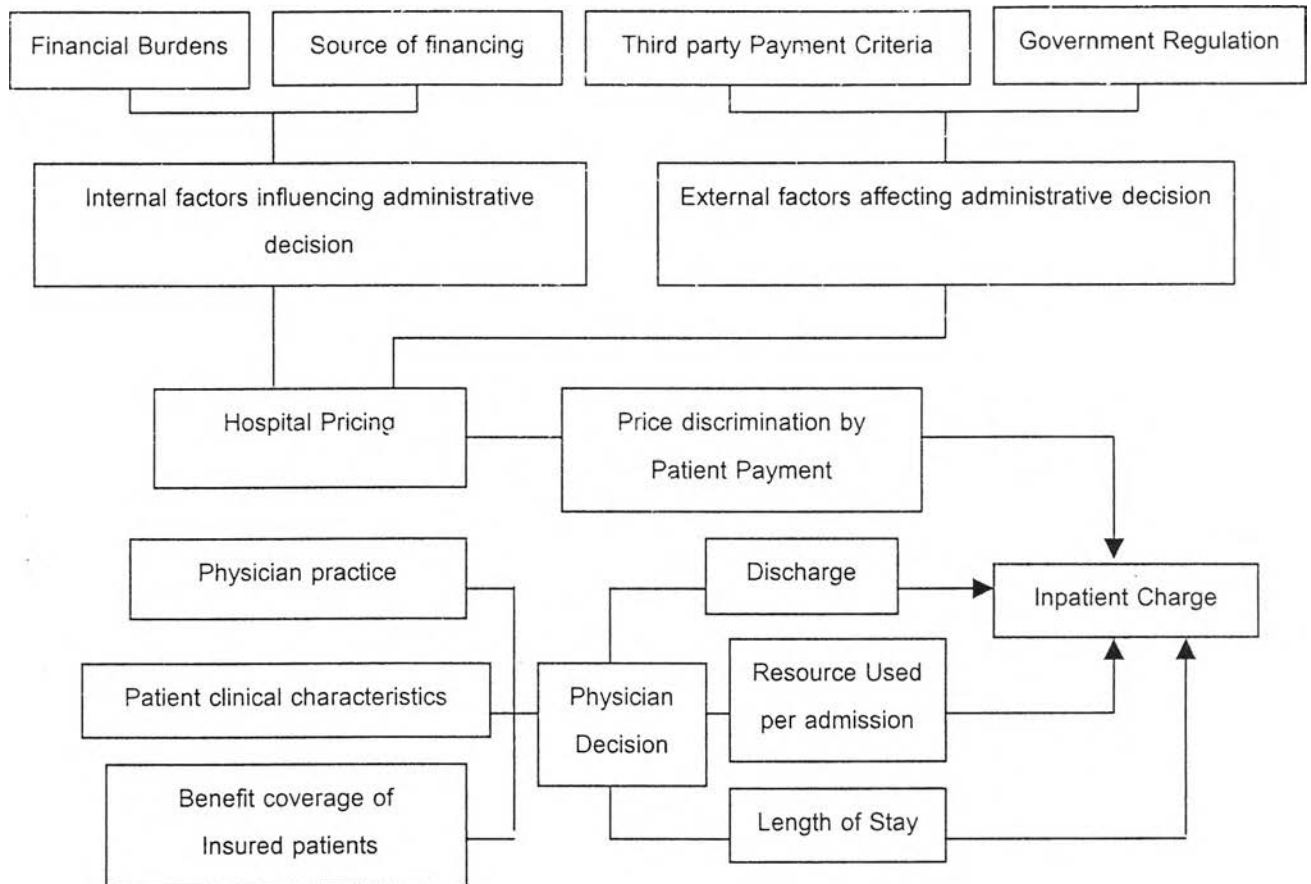 Financial Burdens
Source of financing
Third party Payment Criteria
Government Regulation
Internal factors influencing administrative
decision
External factors affecting administrative decision
Hospital Pricing
Price discrimination by
Patient Payment
Physician practice
Discharge
Inpatient Charge
Patient clinical characteristics
Physician
Decision
Resource Used
per admission
Benefit coverage of
Insured patients
Length of Stay